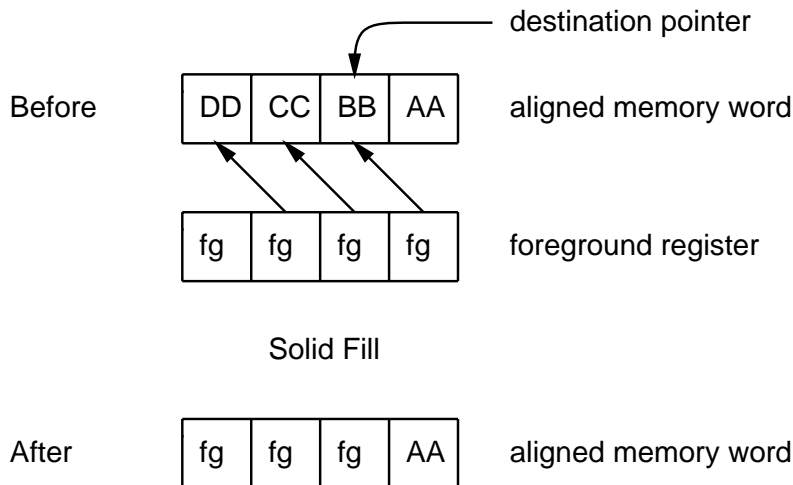 destination pointer
Before DD CC BB AA aligned memory word
fg fg fg fg foreground register
Solid Fill
After fg fg fg AA aligned memory word